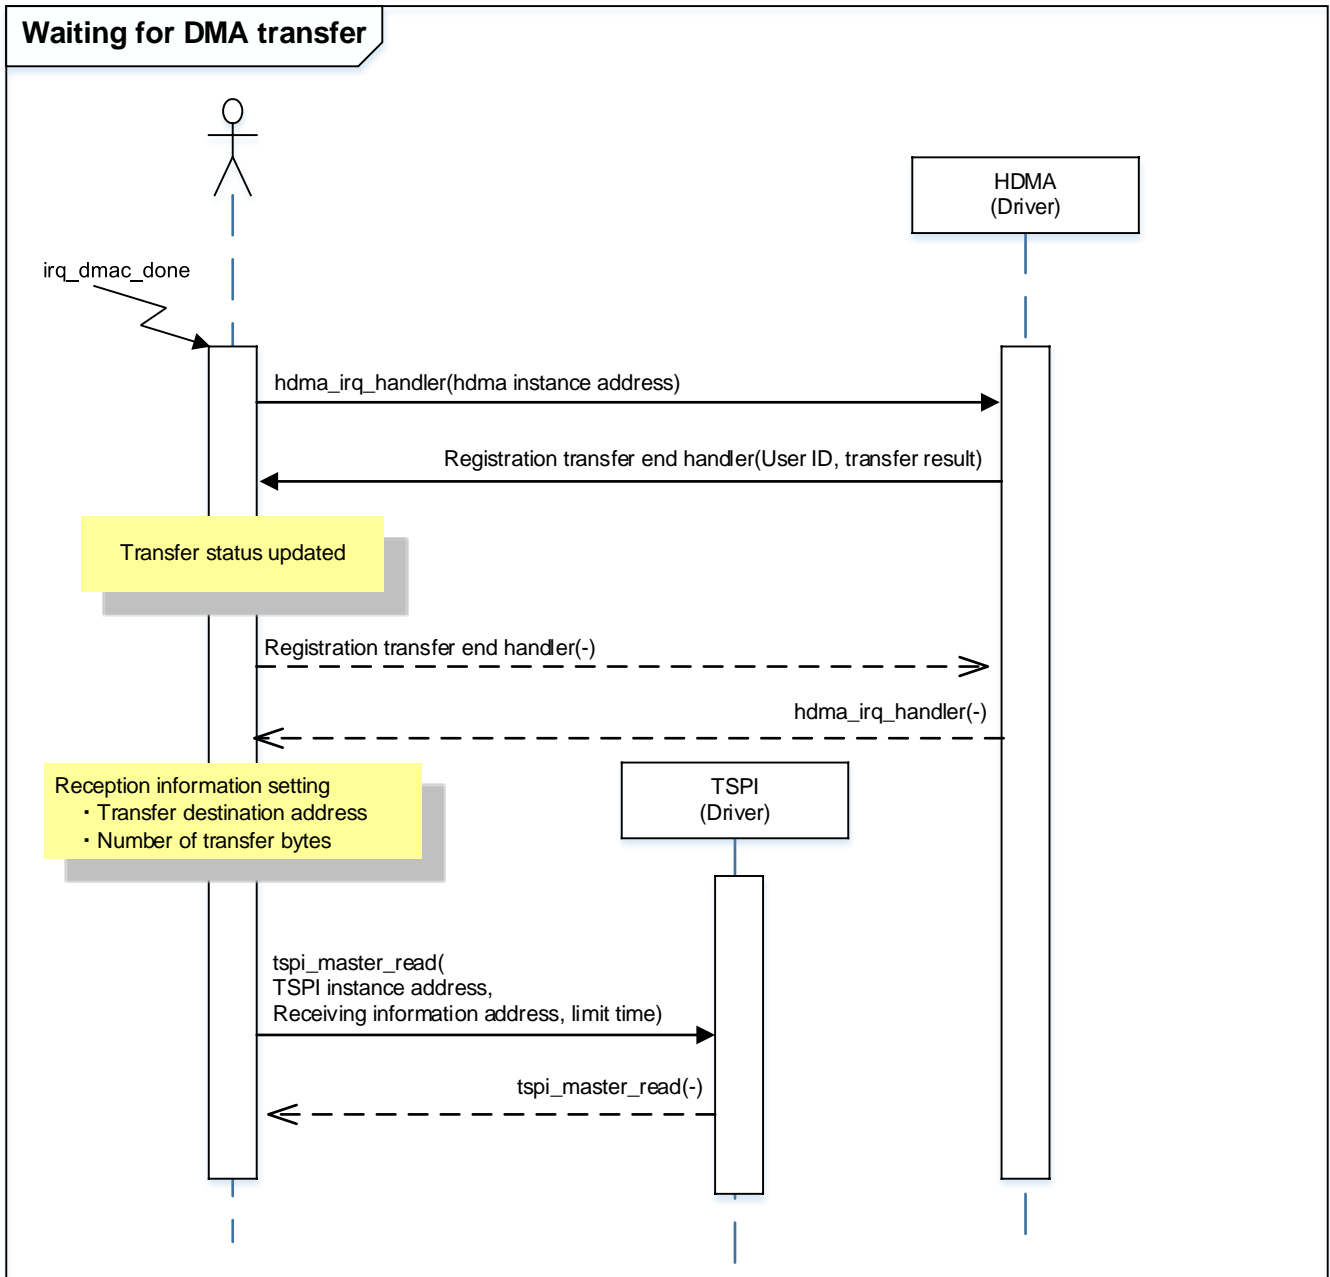 Waiting for DMA transfer
HDMA
(Driver)
irq_dmac_done
hdma_irq_handler(hdma instance address)
Registration transfer end handler(User ID, transfer result)
Transfer status updated
Registration transfer end handler(-)
hdma_irq_handler(-)
Reception information setting
・Transfer destination address
・Number of transfer bytes
TSPI
(Driver)
tspi_master_read(
TSPI instance address,
Receiving information address, limit time)
tspi_master_read(-)